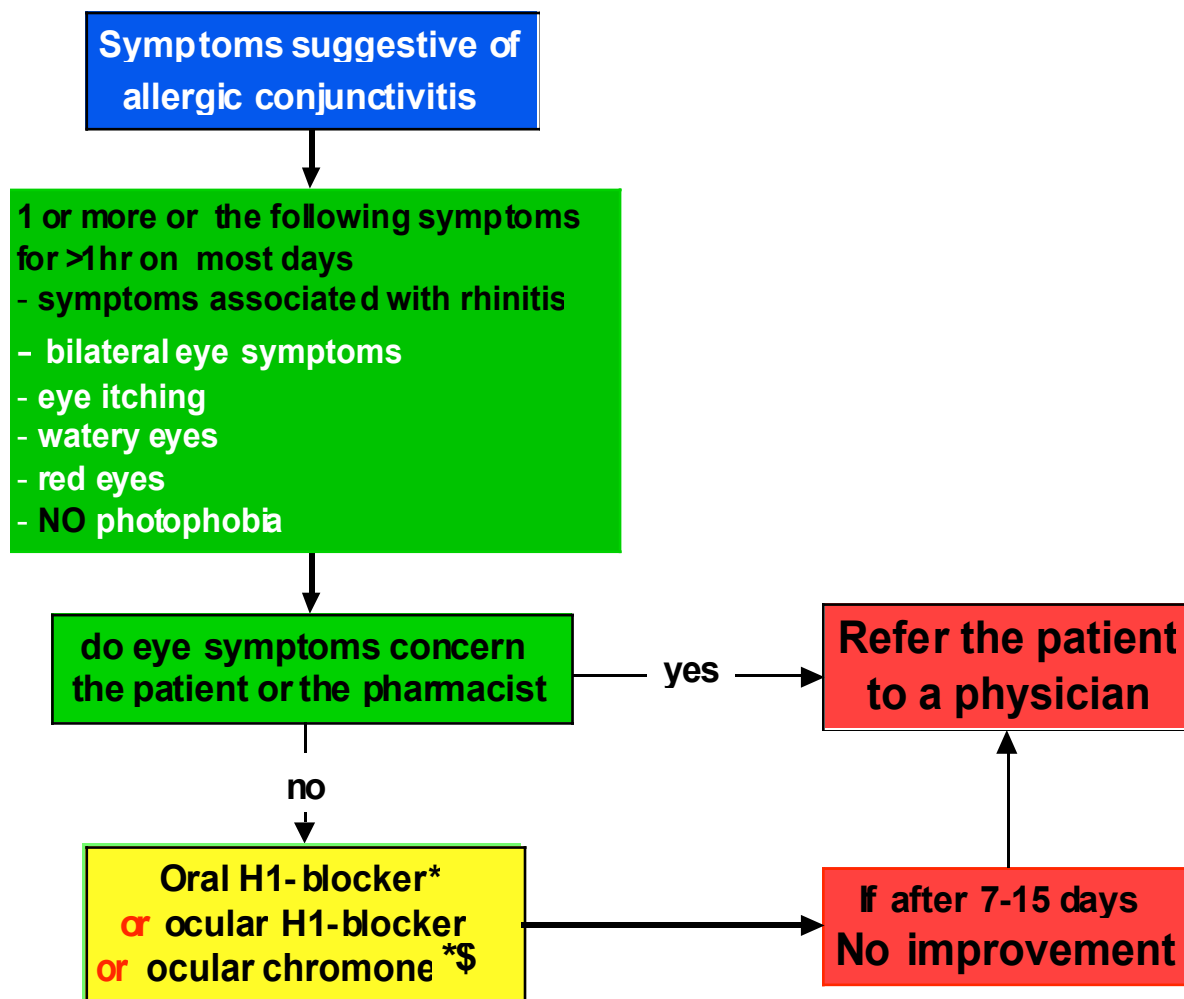 Symptoms suggestive of
allergic conjunctivitis
1 or more or the following symptoms
for >1hr on most days
- symptoms associated with rhinitis
- bilateral eye symptoms
- eye itching
- watery eyes
- red eyes
- NO photophobia
do eye symptoms concern
the patient or the pharmacist
yes
Refer the patient
to a physician
no
Oral H1-blocker*
or ocular H1-blocker
or ocular chromone *$
If after 7-15 days
No improvement